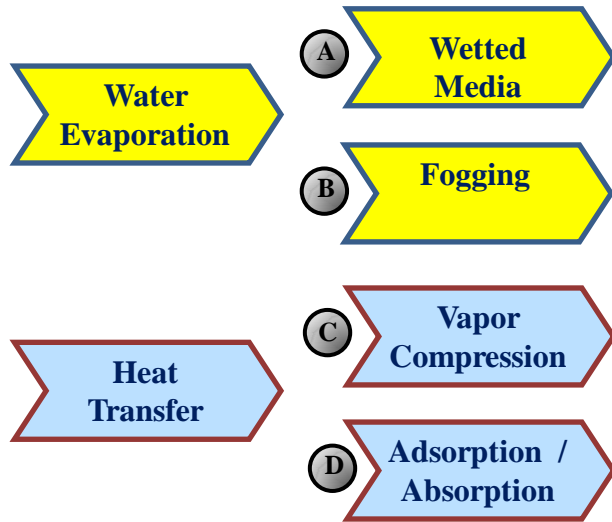 Water
Evaporation
A
Wetted
Media
B
Fogging
Heat
Transfer
C
Vapor
Compression
D
Adsorption /
Absorption